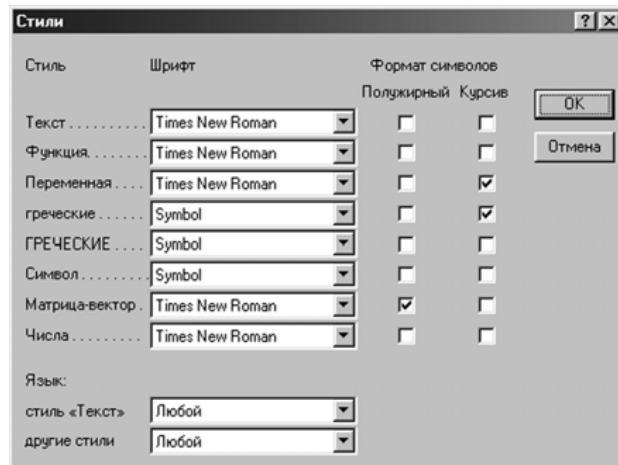 Стили
Стиль Шрифт Формат символов
Полужирный Курсив
OK
Текст.......... Times New Roman
Функция........ Times New Roman
Отмена
Переменная.... Times New Roman
греческие...... Symbol
ГРЕЧЕСКИЕ.... Symbol
Символ......... Symbol
Матрица-вектор. Times New Roman
Числа......... Times New Roman
Язык:
стиль «Текст» Любой
другие стили Любой